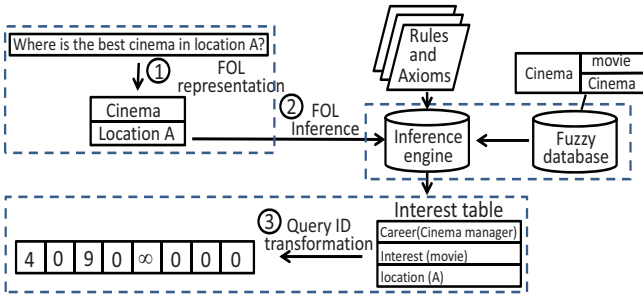 Where is the best cinema in location A?
1
FOL
representation
Cinema
Location A
2
FOL
Inference
Rules
and
Axioms
Inference
engine
Cinema
movie
Cinema
Fuzzy
database
Interest table
Career(Cinema manager)
Interest (movie)
location (A)
3
Query ID
transformation
4 0 9 0 ∞ 0 0 0